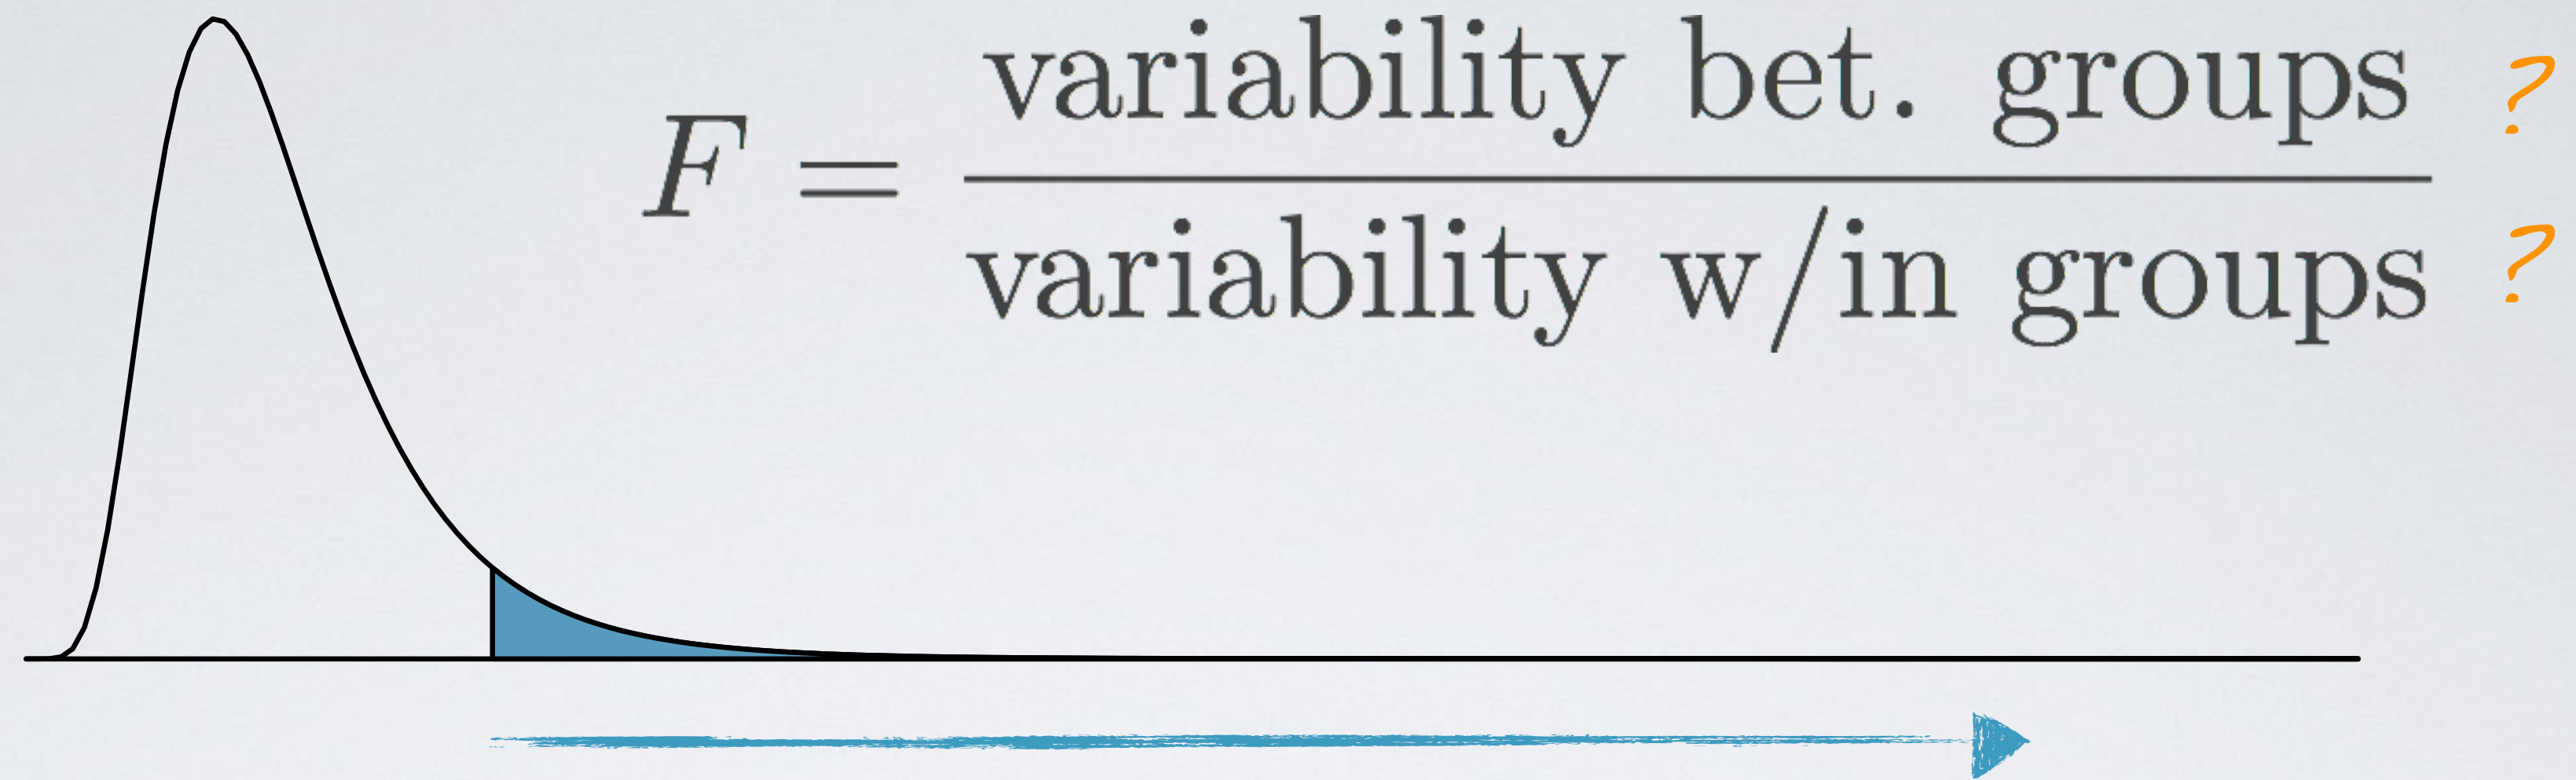 variability bet. groups ?
F =
variability w/in groups ?